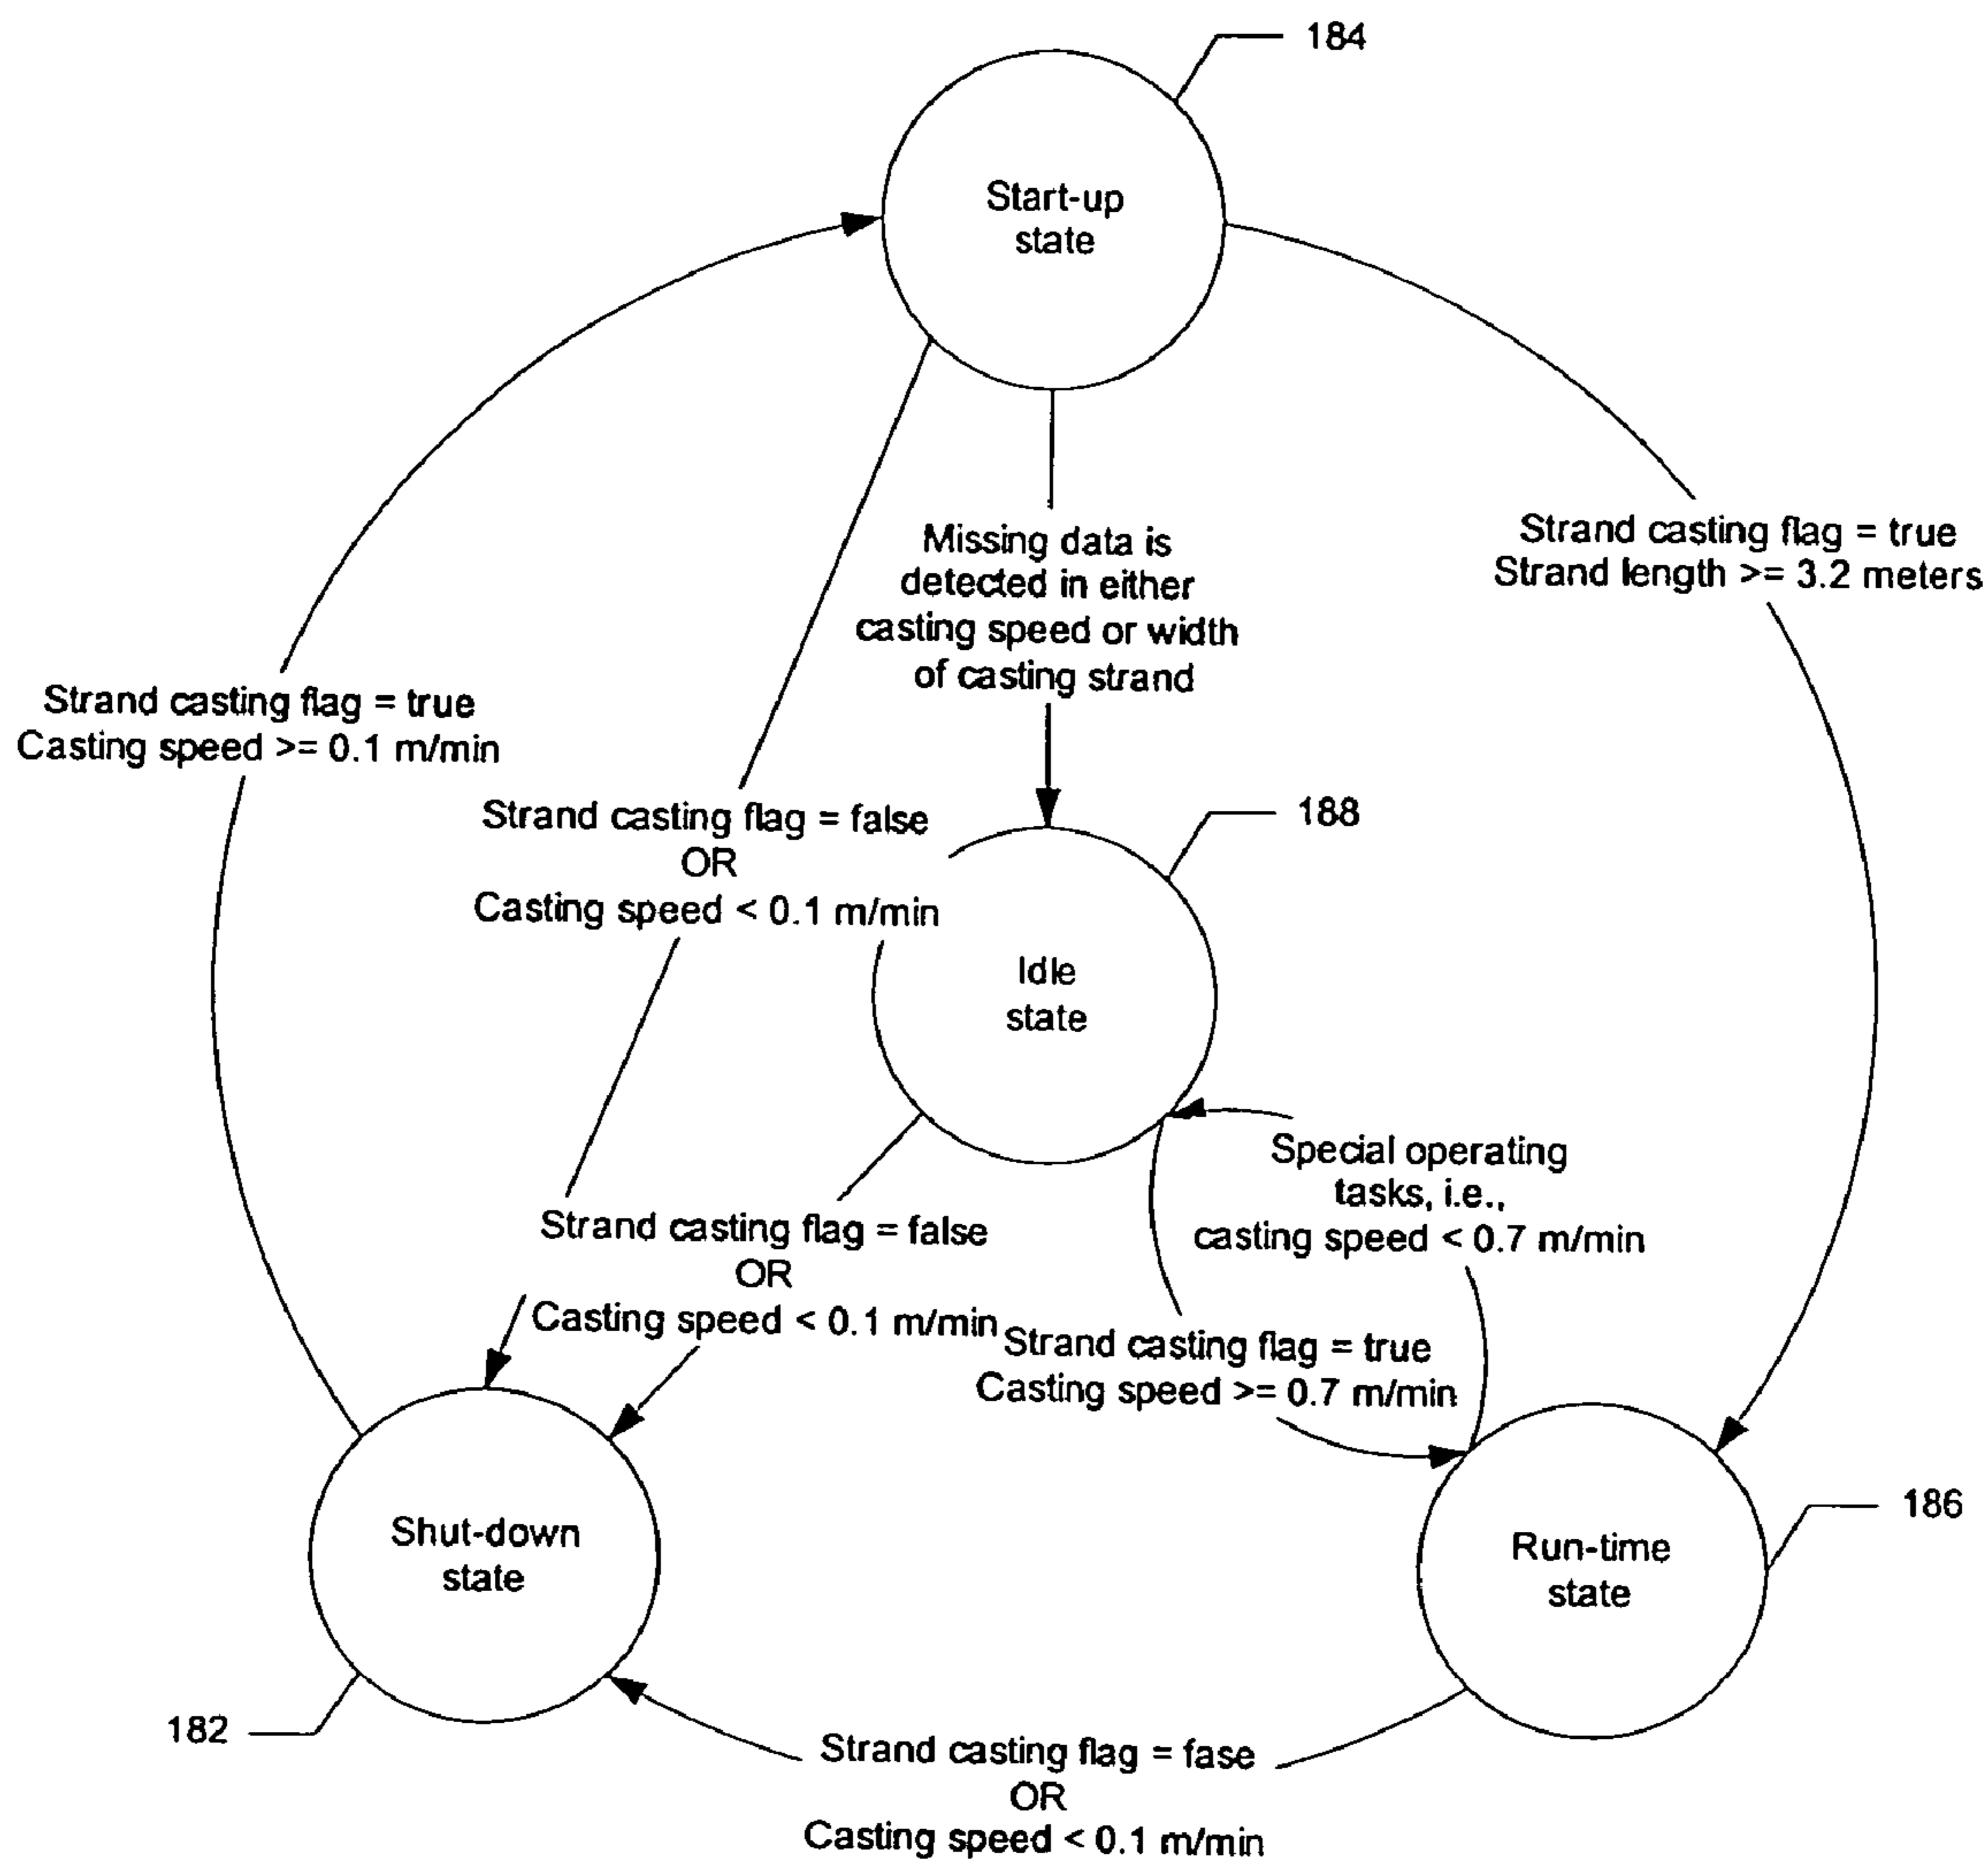 184
Start-up
state
Strand casting flag = true
Strand length >= 3.2 meters
Missing data is
detected in either
casting speed or width
of casting strand
Strand casting flag = true
Casting speed >= 0.1 m/min
Strand casting flag = false
OR
Casting speed < 0.1 m/min
188
Idle
state
Special operating
tasks, i.e.,
casting speed < 0.7 m/min
Strand casting flag = false
OR
Casting speed < 0.1 m/min
Strand casting flag = true
Casting speed >= 0.7 m/min
Shut-down
state
Run-time
state
186
182
Strand casting flag = fase
OR
Casting speed < 0.1 m/min